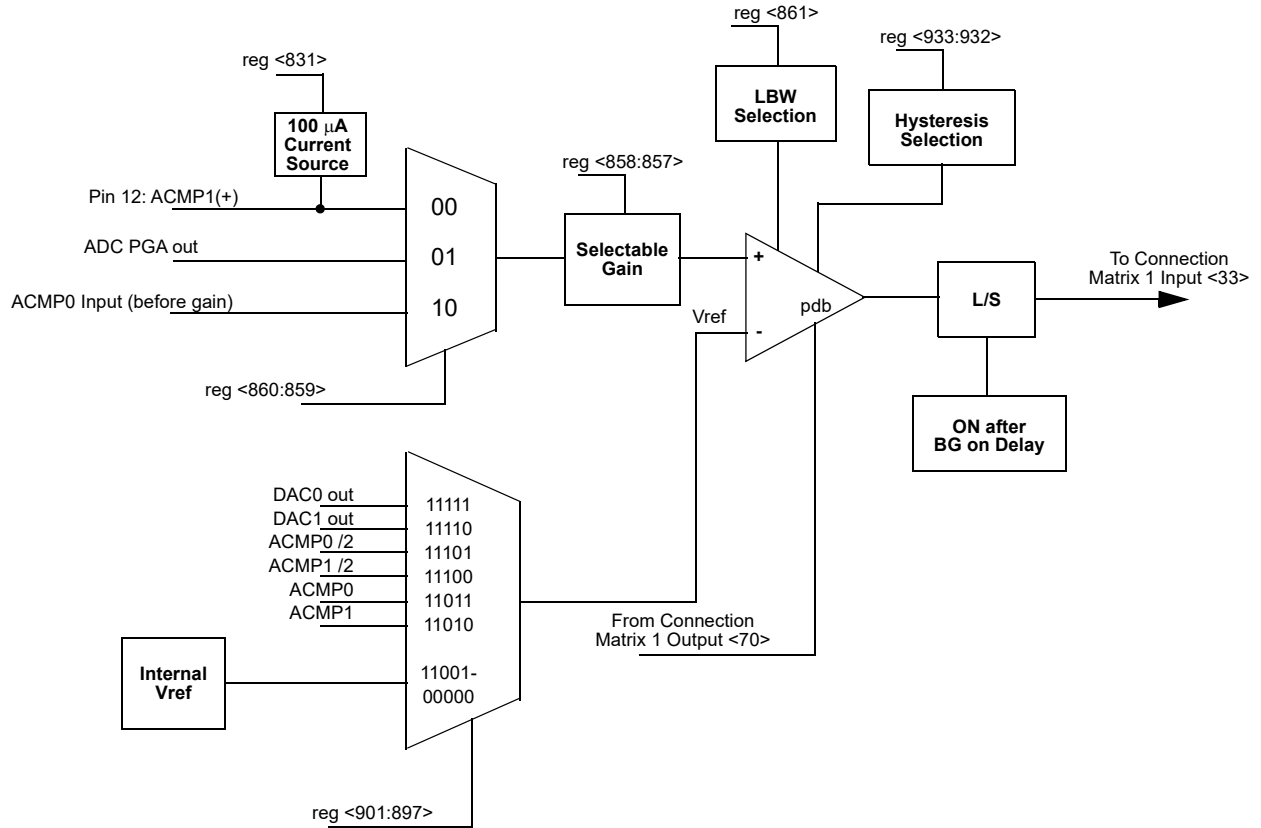 reg <861>
reg <933:932>
reg <831>
LBW
Selection
100 µA
Current
Source
Hysteresis
Selection
reg <858:857>
Pin 12: ACMP1(+)
00
ADC PGA out
01
Selectable
Gain
+
To Connection
Matrix 1 Input <33>
ACMP0 Input (before gain)
10
L/S
pdb
Vref
-
reg <860:859>
ON after
BG on Delay
DAC0 out
11111
DAC1 out
11110
ACMP0 /2
11101
ACMP1 /2
11100
ACMP0
11011
ACMP1
11010
From Connection
Matrix 1 Output <70>
Internal
Vref
11001-
00000
reg <901:897>